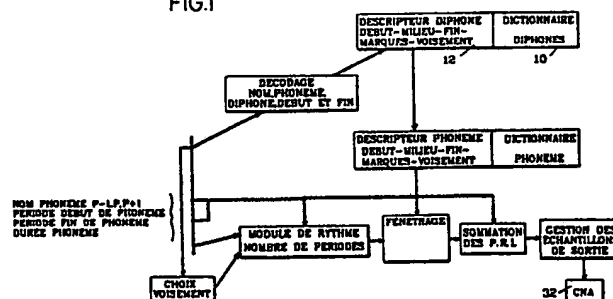 FIG.1
DESCRIPTEUR DIPHONE
DEBUT-MILIEU-FIN-
MARQUES-VOISEMENT
12
DICTIONNAIRE
DIPHONES
10
DECODAGE
NOM,PHONEME,
DIPHONE,DEBUT ET FIN
DESCRIPTEUR PHONEME
DEBUT-MILIEU-FIN-
MARQUES-VOISEMENT
DICTIONNAIRE
PHONEME
NOM PHONEME P-1,P,P+1
PERIODE DEBUT DE PHONEME
PERIODE FIN DE PHONEME
DURÉE PHONEME
MODULE DE RYTHME
NOMBRE DE PERIODES
FÉNETRAGE
SOMMATION
DES P.R.I.
GESTION DES
ÉCHANTILLON
DE SORTIE
CHOIX
VOISEMENT
32
CNA